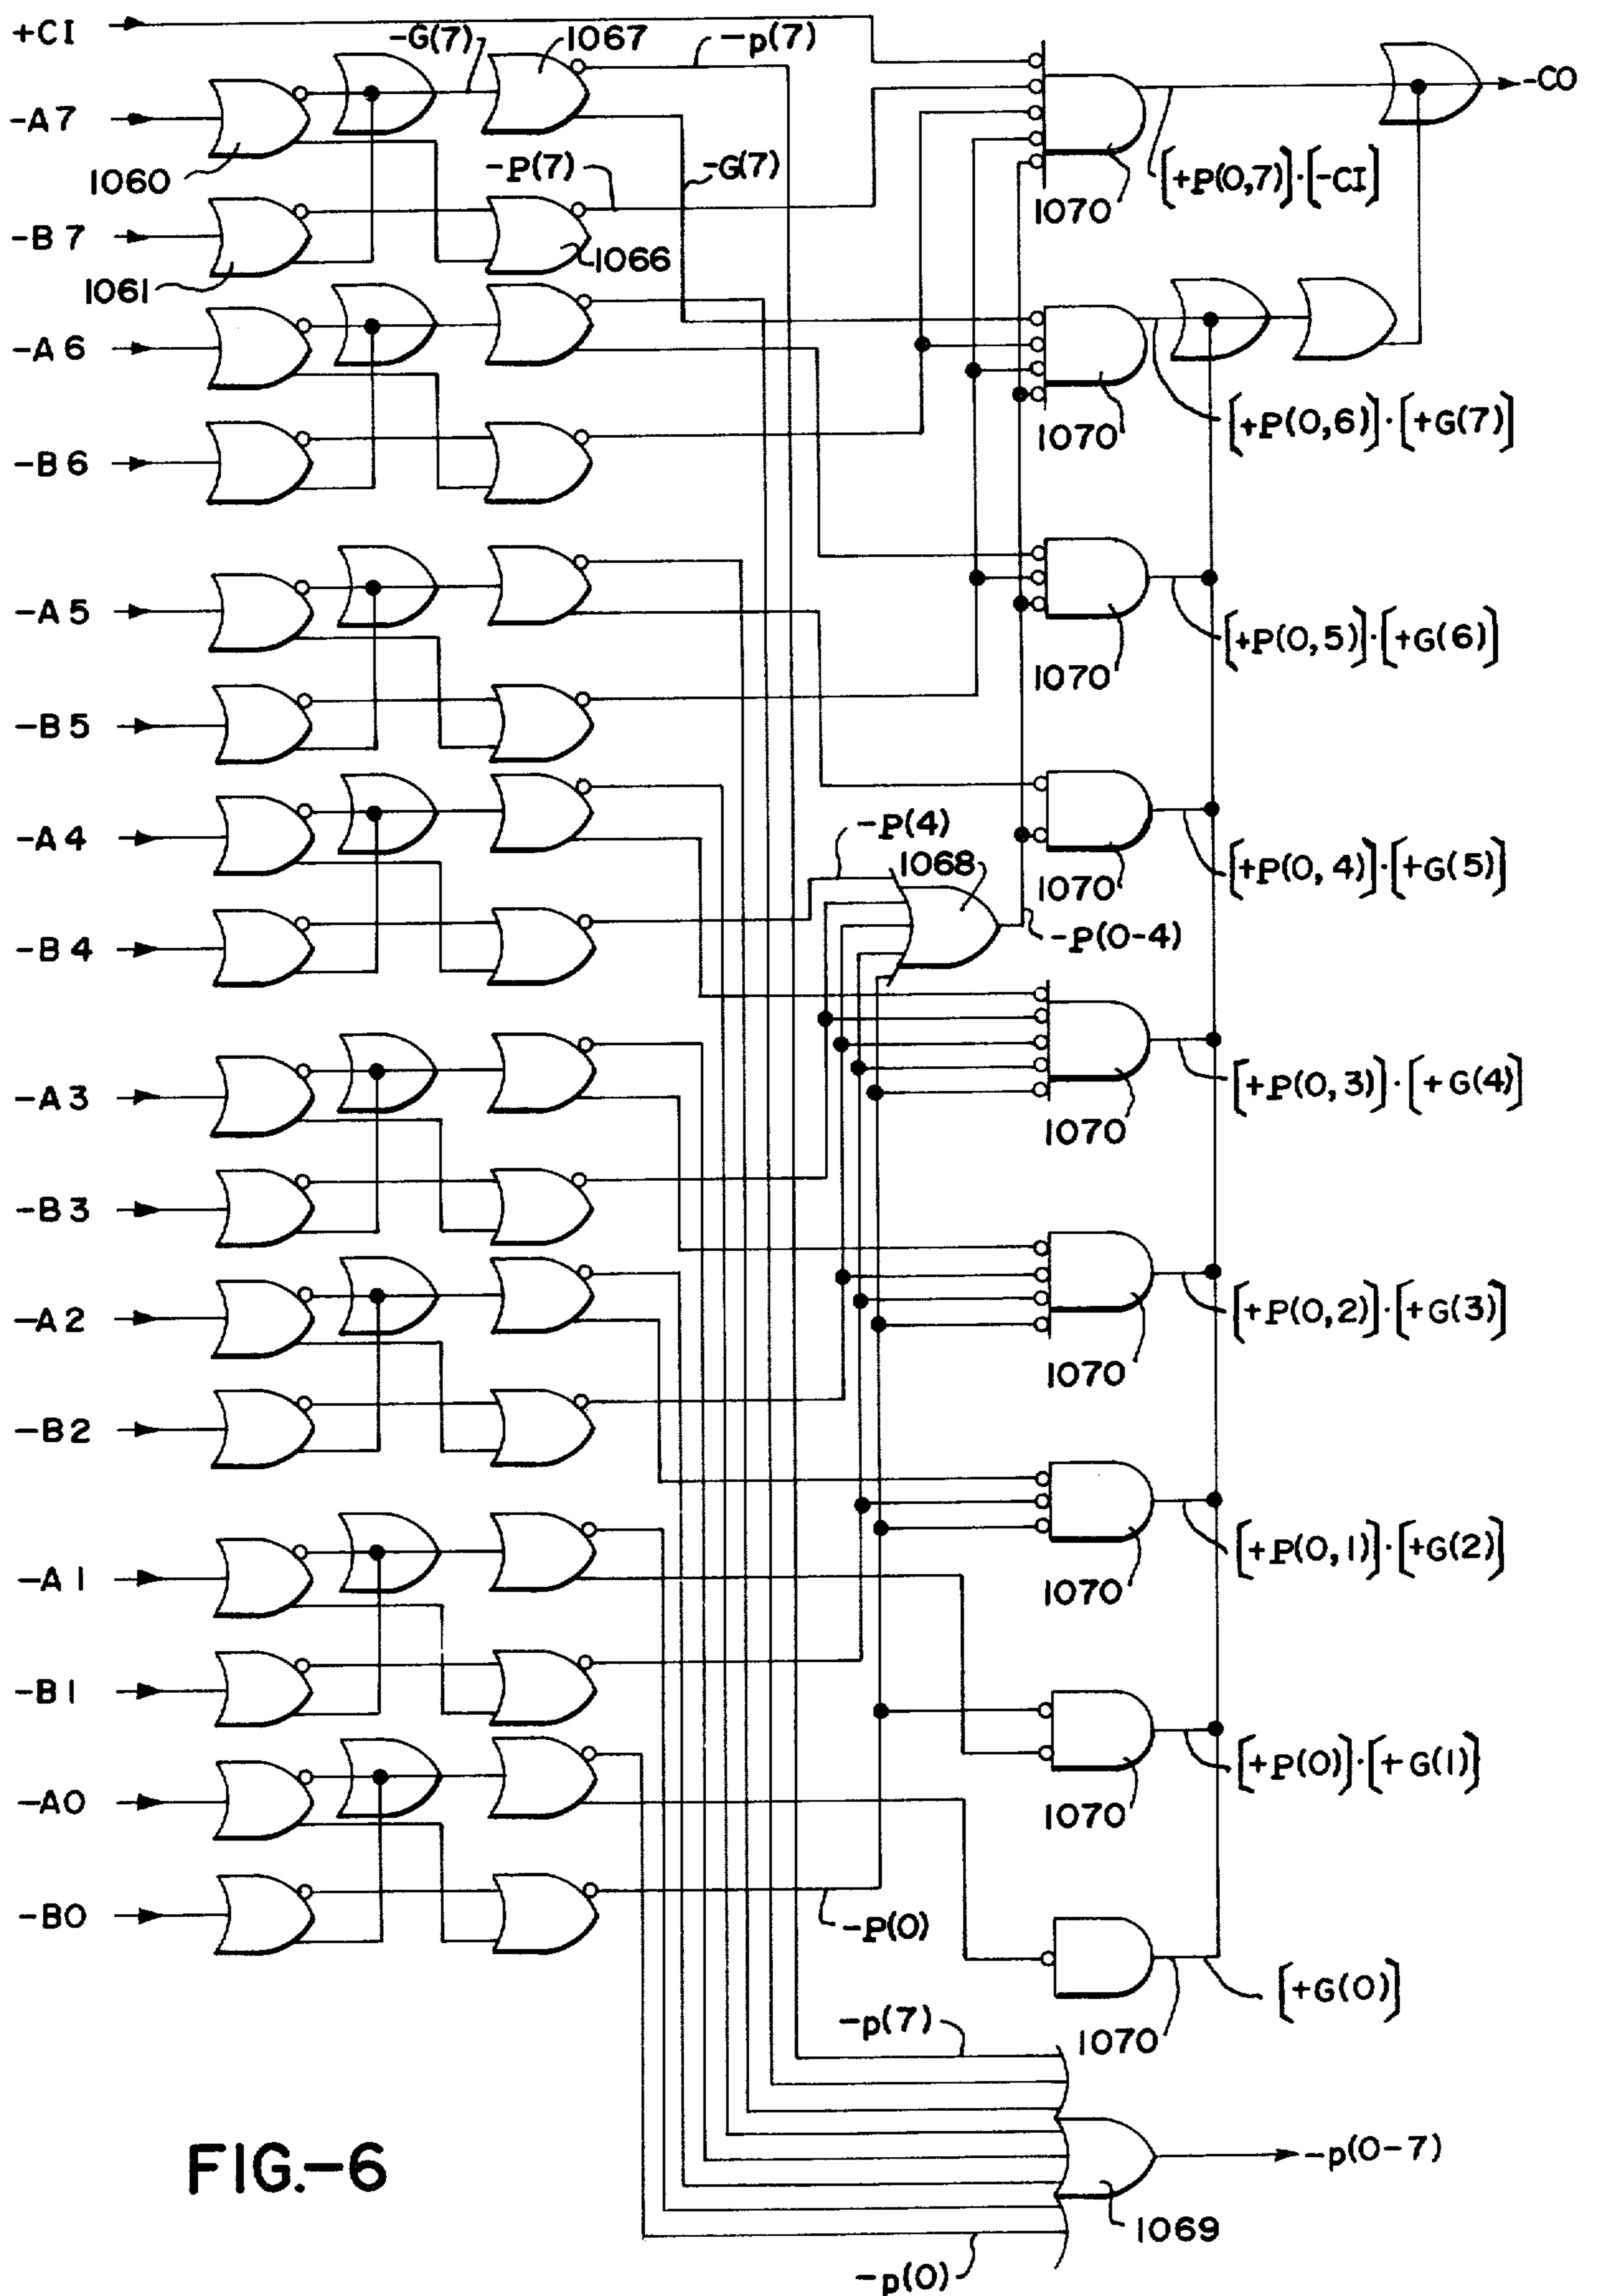 +CI
-G(7)
1067
-p(7)
-CO
-A7
1060
-P(7)
-G(7)
[+P(0,7)]·[-CI]
1070
-B7
1066
1061
-A6
[+P(0,6)]·[+G(7)]
1070
-B6
-A5
[+P(0,5)]·[+G(6)]
1070
-B5
-A4
-P(4)
1068
[+P(0,4)]·[+G(5)]
1070
-B4
-P(0-4)
-A3
[+P(0,3)]·[+G(4)]
1070
-B3
-A2
[+P(0,2)]·[+G(3)]
1070
-B2
-A1
[+P(0,1)]·[+G(2)]
1070
-B1
-A0
[+P(0)]·[+G(1)]
1070
-B0
-P(0)
[+G(0)]
1070
-p(7)
FIG.-6
-p(0-7)
1069
-p(0)